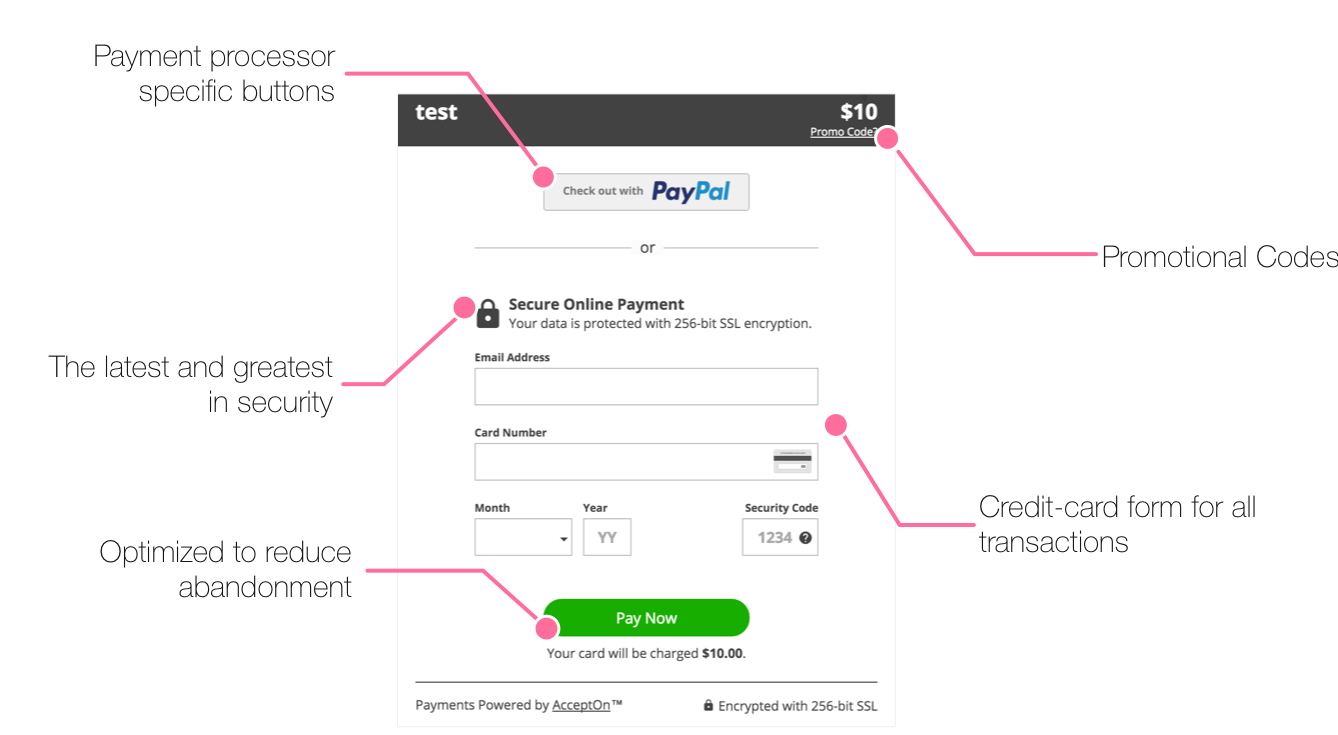 Payment processor
specific buttons
test
$10
Promo Code?
Check out with PayPal
or
Promotional Codes
Secure Online Payment
Your data is protected with 256-bit SSL encryption.
The latest and greatest
in security
Email Address
Card Number
Month
Year
Security Code
YY
1234
Credit-card form for all
transactions
Optimized to reduce
abandonment
Pay Now
Your card will be charged $10.00.
Payments Powered by AcceptOn™
Encrypted with 256-bit SSL